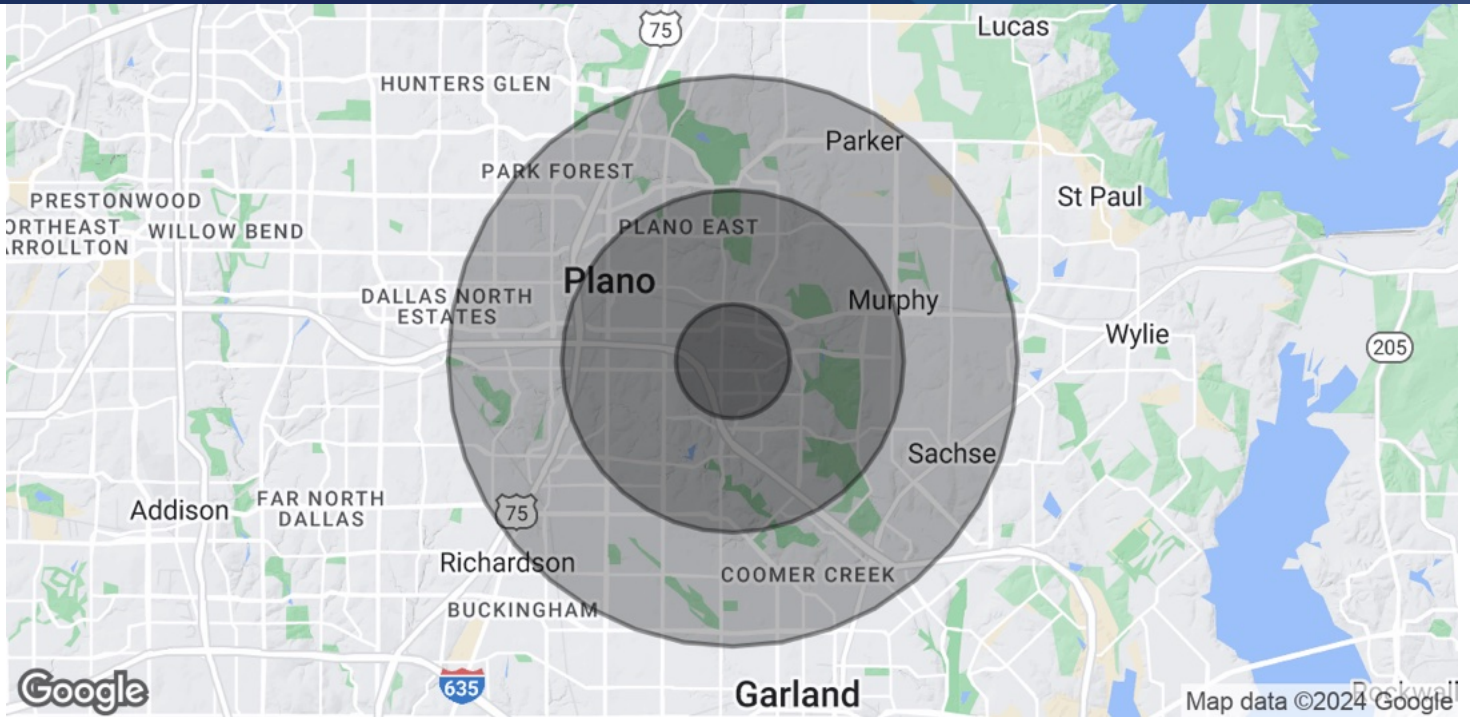 75
Lucas
HUNTERS GLEN
Parker
PARK FOREST
St Paul
PRESTONWOOD
PLANO EAST
ORTHEAST
ARROLLTON
WILLOW BEND
Plano
DALLAS NORTH
ESTATES
Murphy
Wylie
205
Sachse
FAR NORTH
DALLAS
Addison
75
Richardson
COOMER CREEK
BUCKINGHAM
Google
635
Garland
Rockwall
Map data ©2024 Google